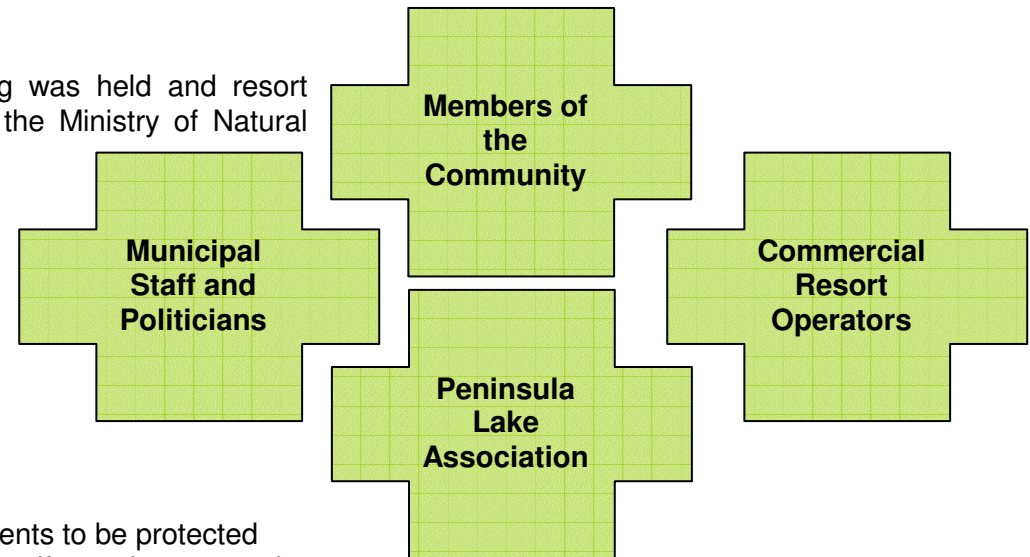 g was held and resort
the Ministry of Natural
Members of
the
Community
Municipal
Staff and
Politicians
Commercial
Resort
Operators
Peninsula
Lake
Association
ents to be protected